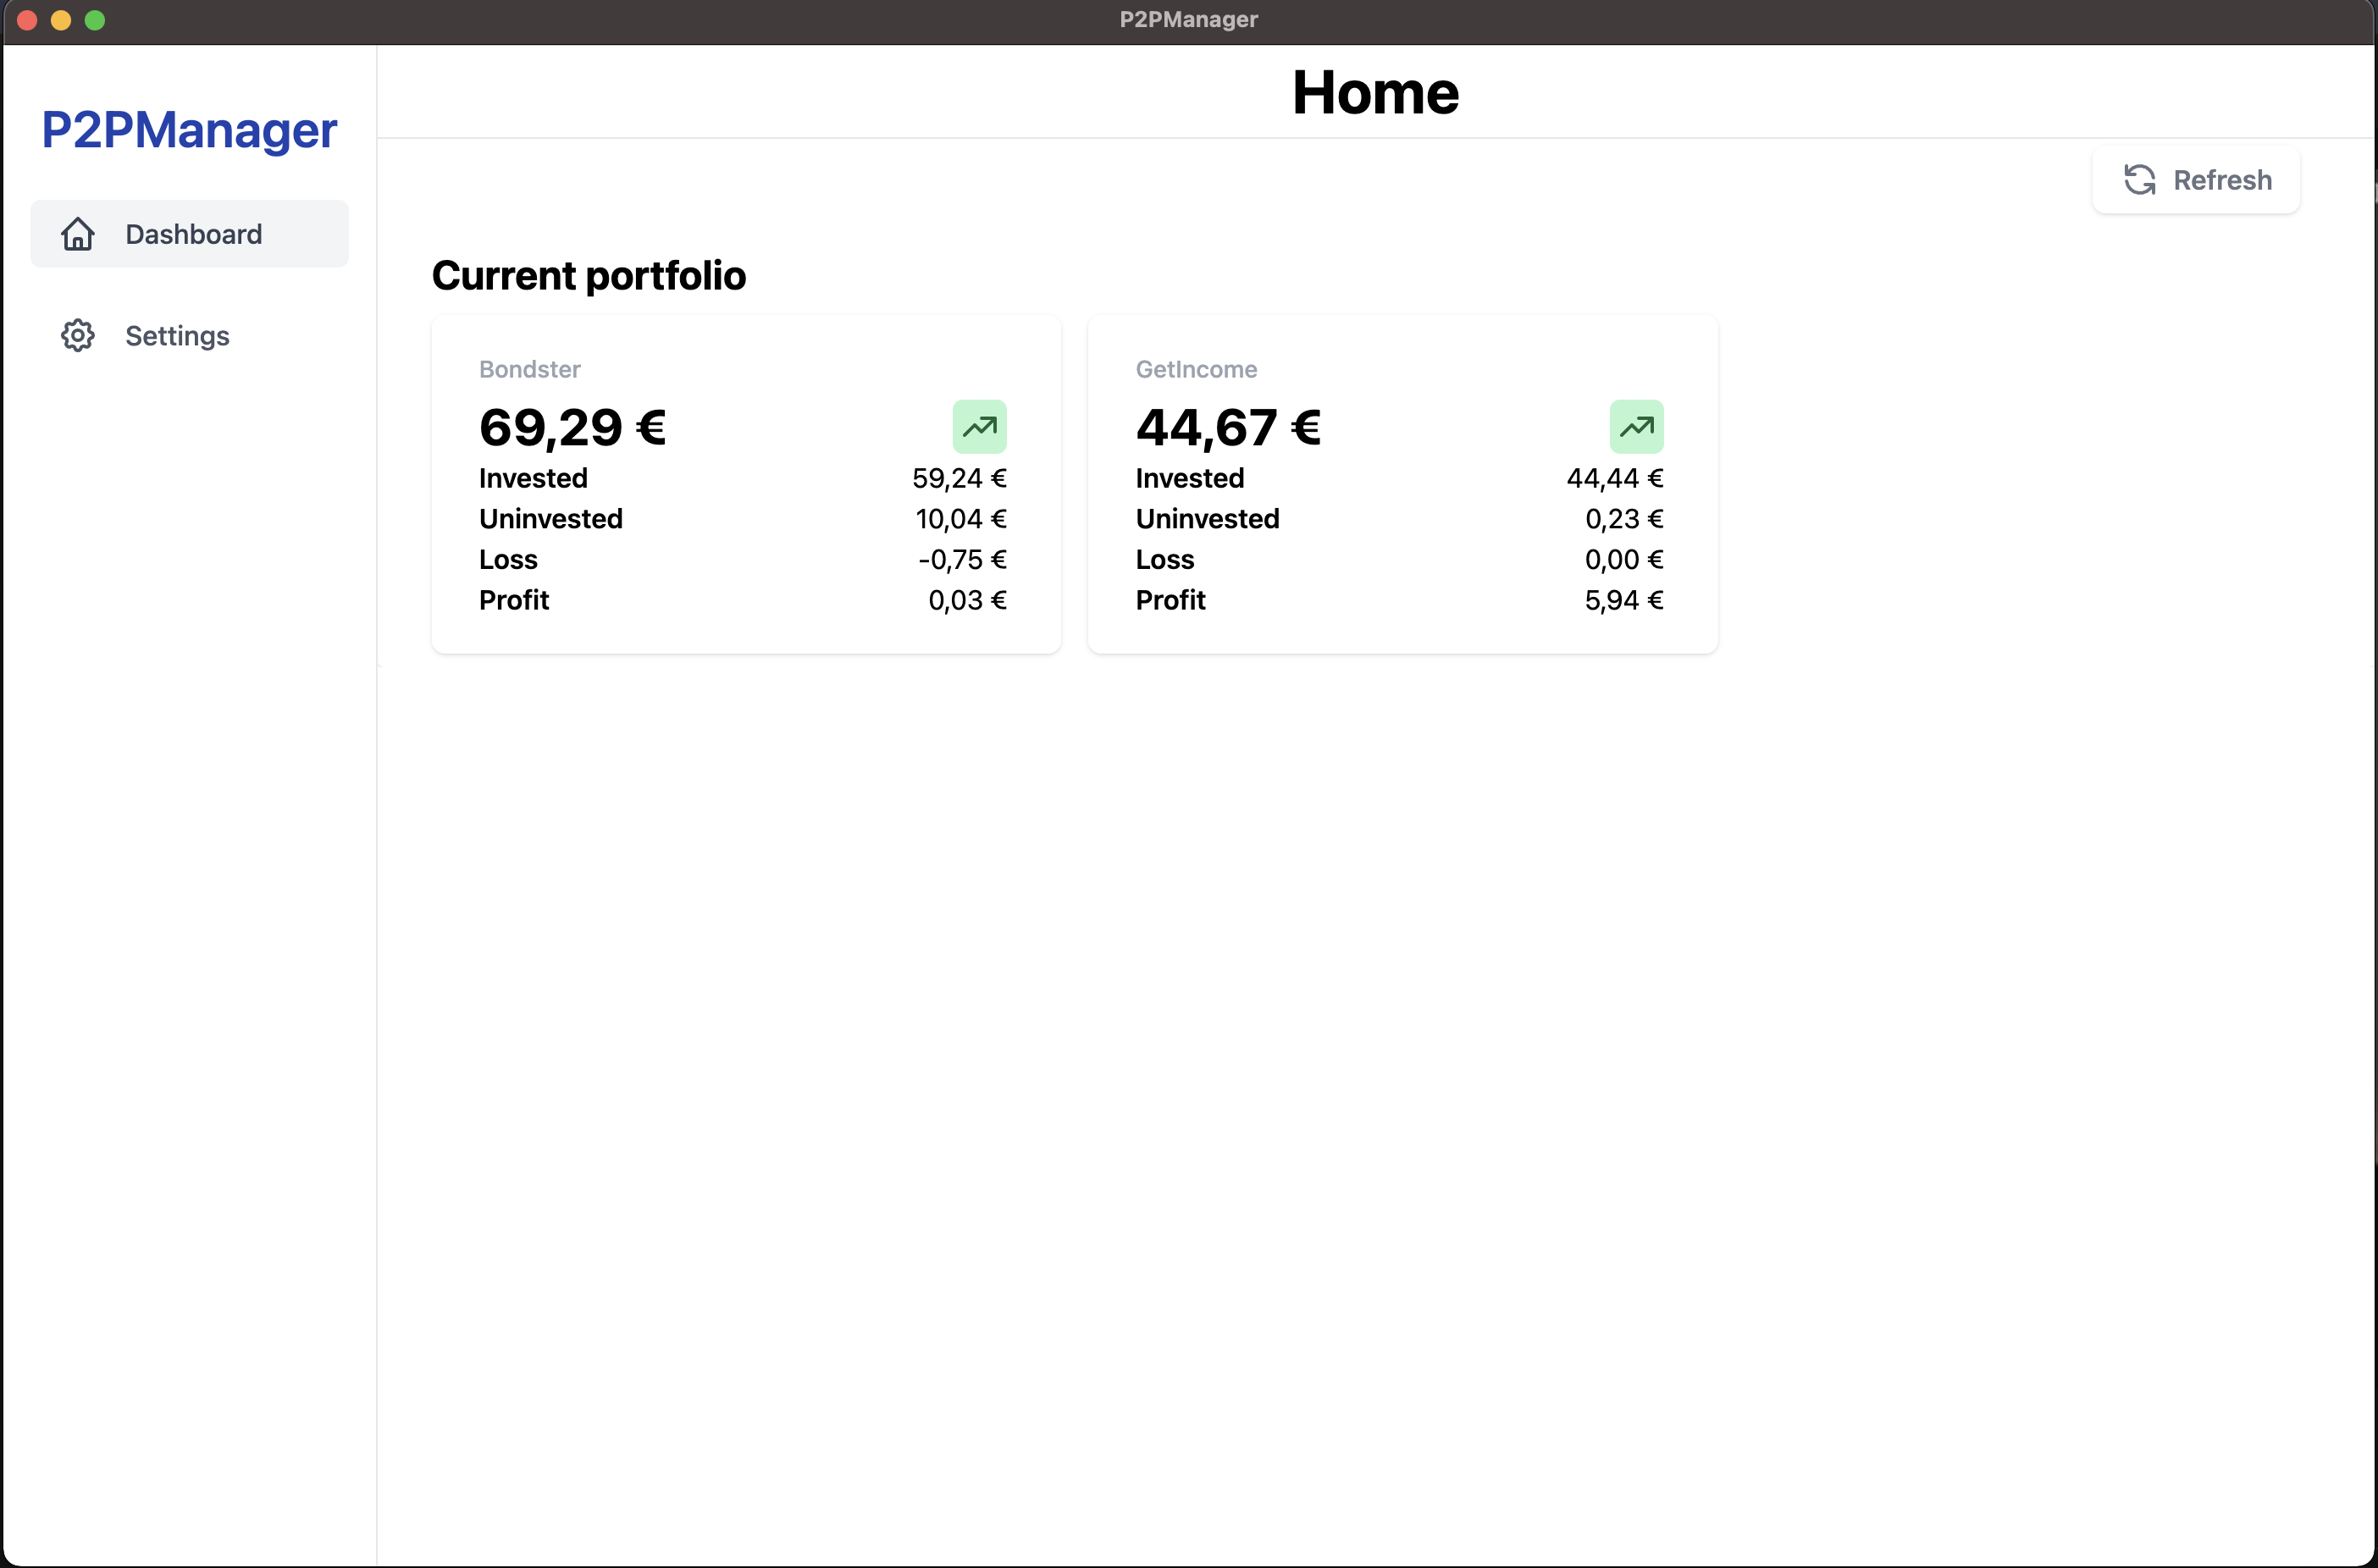 P2PManager
P2PManager
Dashboard
Settings
Home
Refresh
Current portfolio
Bondster
69,29 €
Invested 59,24 €
Uninvested 10,04 €
Loss -0,75 €
Profit 0,03 €
GetIncome
44,67 €
Invested 44,44 €
Uninvested 0,23 €
Loss 0,00 €
Profit 5,94 €